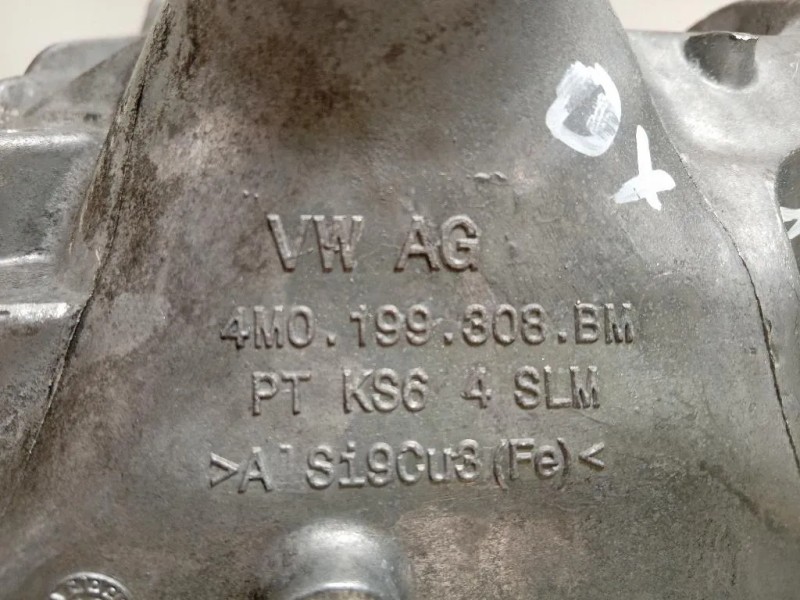 VW AG
4M0.199.308.BM
PT KS6 4 SLM
>AlSi9Cu3(Fe)<